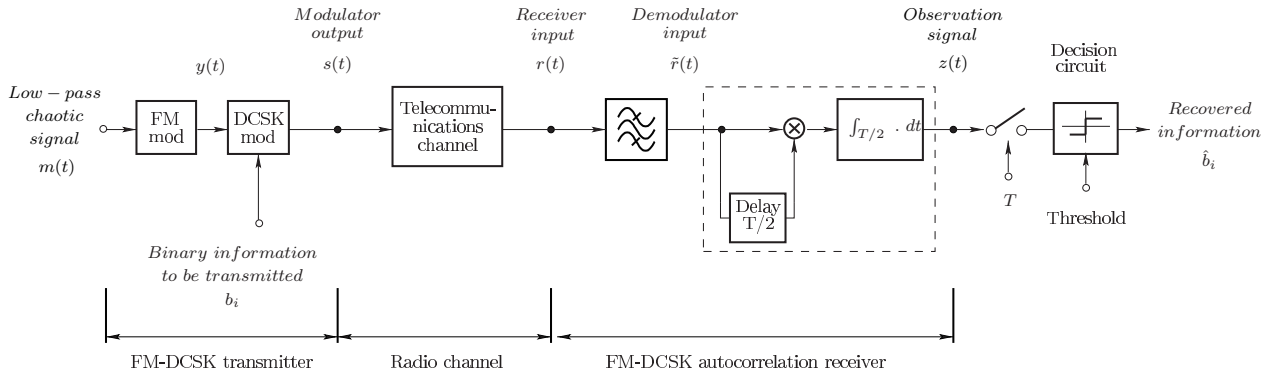 Modulator
output
s(t)
Receiver
input
r(t)
Demodulator
input
r̃(t)
Observation
signal
z(t)
Decision
circuit
y(t)
Low − pass
chaotic
signal
m(t)
FM
mod
DCSK
mod
Telecommu-
nications
channel
∫T/2 · dt
Recovered
information
b̂i
Delay
T/2
T
Threshold
Binary information
to be transmitted
bi
FM-DCSK transmitter
Radio channel
FM-DCSK autocorrelation receiver